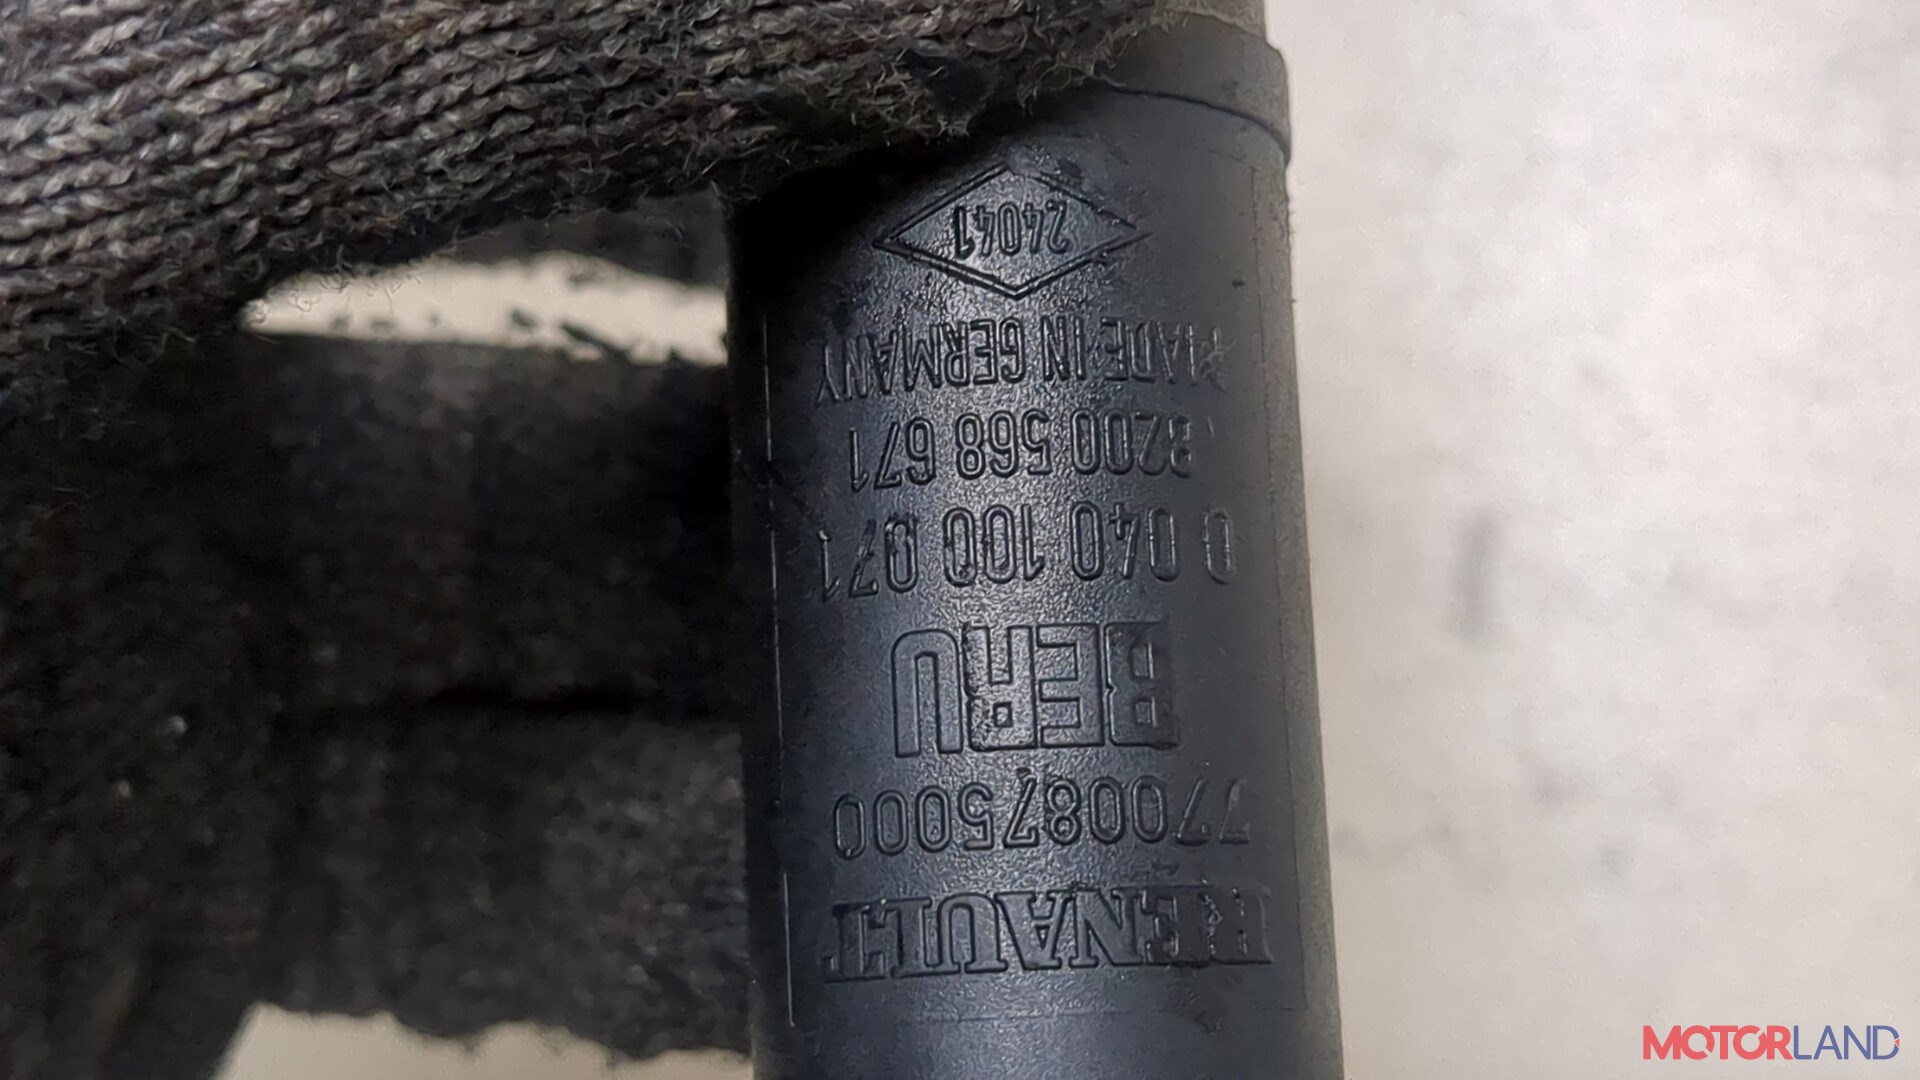 RENAULT
7700875000
BERU
0 040 100 071
8200 568 671
MADE IN GERMANY
24041
MOTORLAND